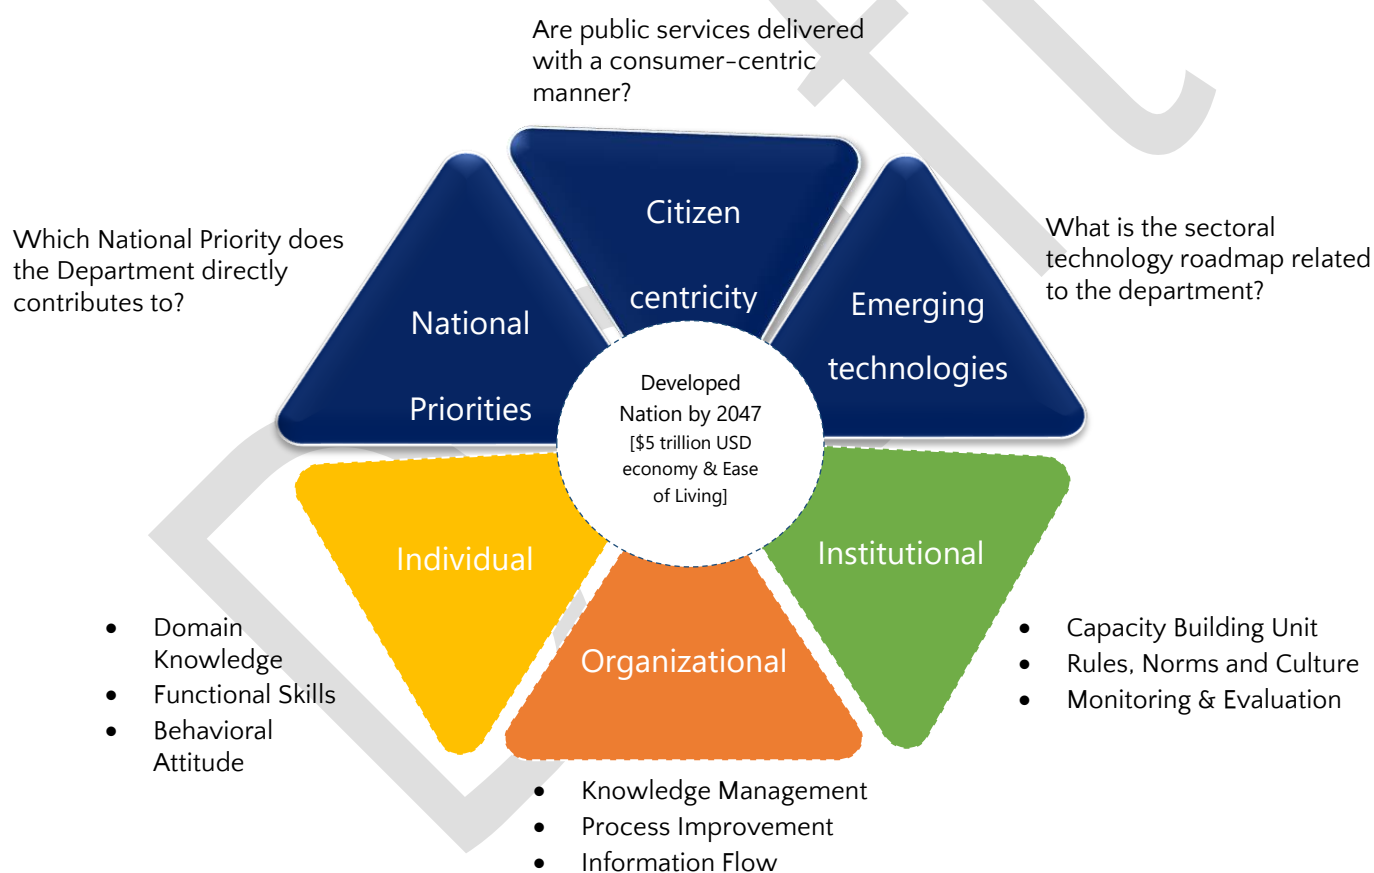 Are public services delivered
with a consumer-centric
manner?
Which National Priority does
the Department directly
contributes to?
What is the sectoral
technology roadmap related
to the department?
National
Priorities
Citizen
centricity
Emerging
technologies
Developed
Nation by 2047
[$5 trillion USD
economy & Ease
of Living]
Individual
Organizational
Institutional
• Domain
Knowledge
• Functional Skills
• Behavioral
Attitude
• Knowledge Management
• Process Improvement
• Information Flow
• Capacity Building Unit
• Rules, Norms and Culture
• Monitoring & Evaluation